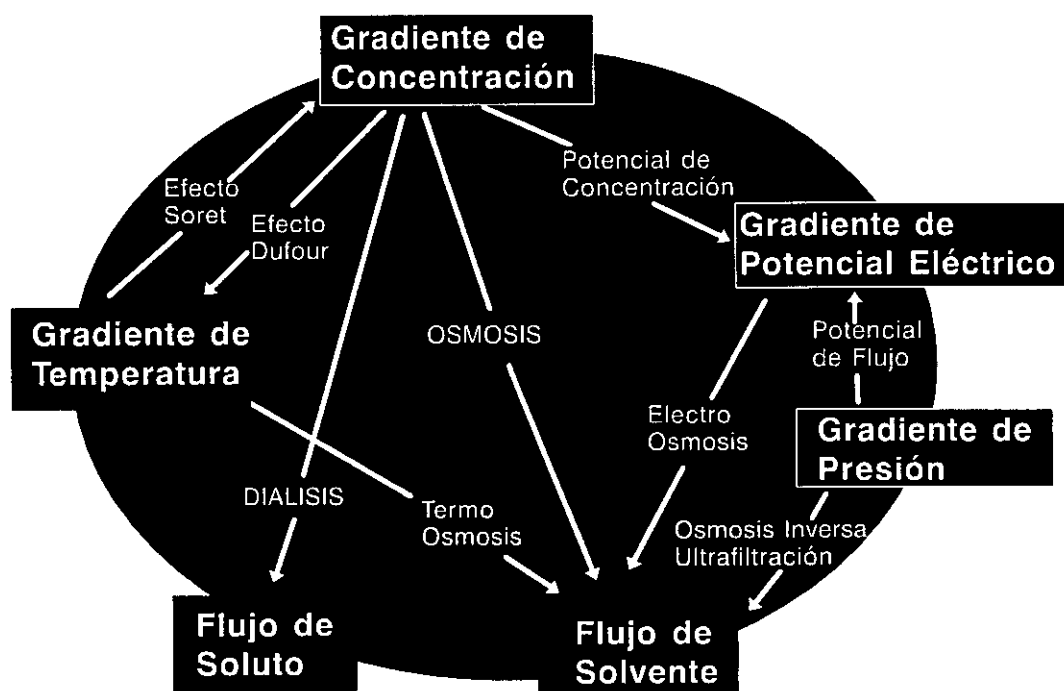 Gradiente de
Concentración
Potencial de
Concentración
Efecto
Soret
Efecto
Dufour
Gradiente de
Potencial Eléctrico
Gradiente de
Temperatura
OSMOSIS
Potencial
de Flujo
Electro
Osmosis
Gradiente de
Presión
DIALISIS
Termo
Osmosis
Osmosis Inversa
Ultrafiltración
Flujo de
Soluto
Flujo de
Solvente